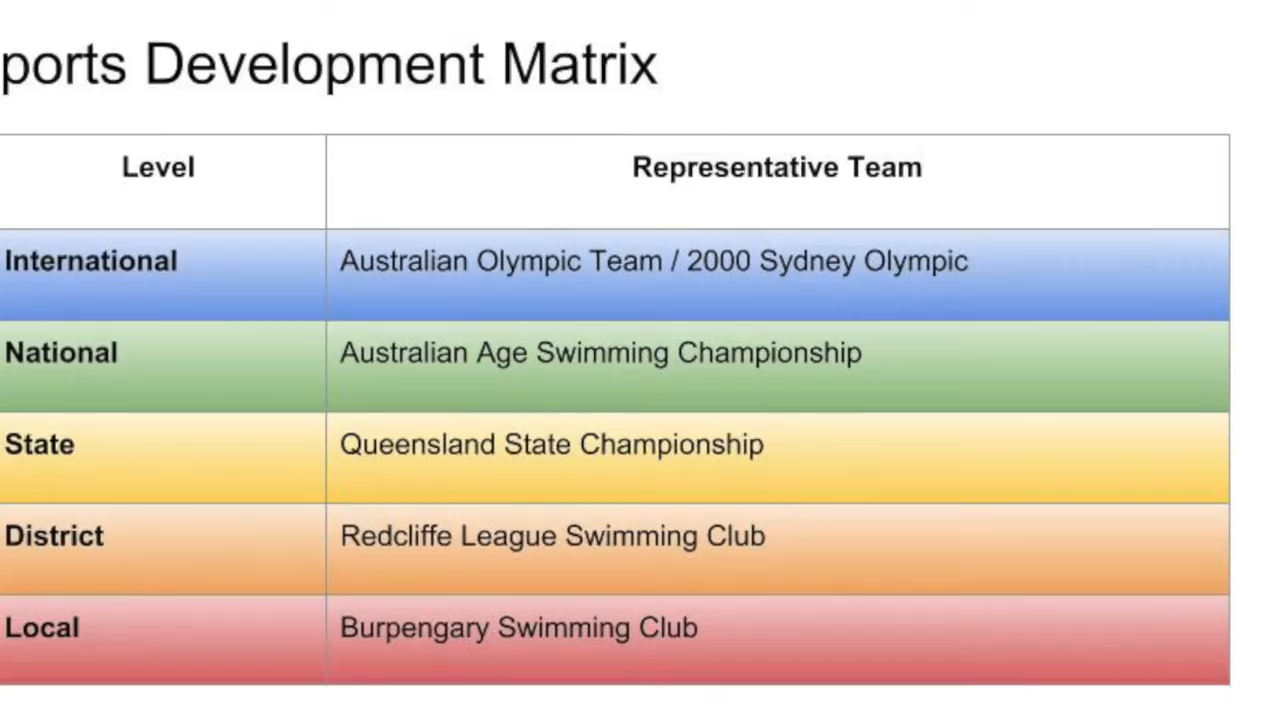 ports Development Matrix
Level
Representative Team
International
Australian Olympic Team / 2000 Sydney Olympic
National
Australian Age Swimming Championship
State
Queensland State Championship
District
Redcliffe League Swimming Club
Local
Burpengary Swimming Club